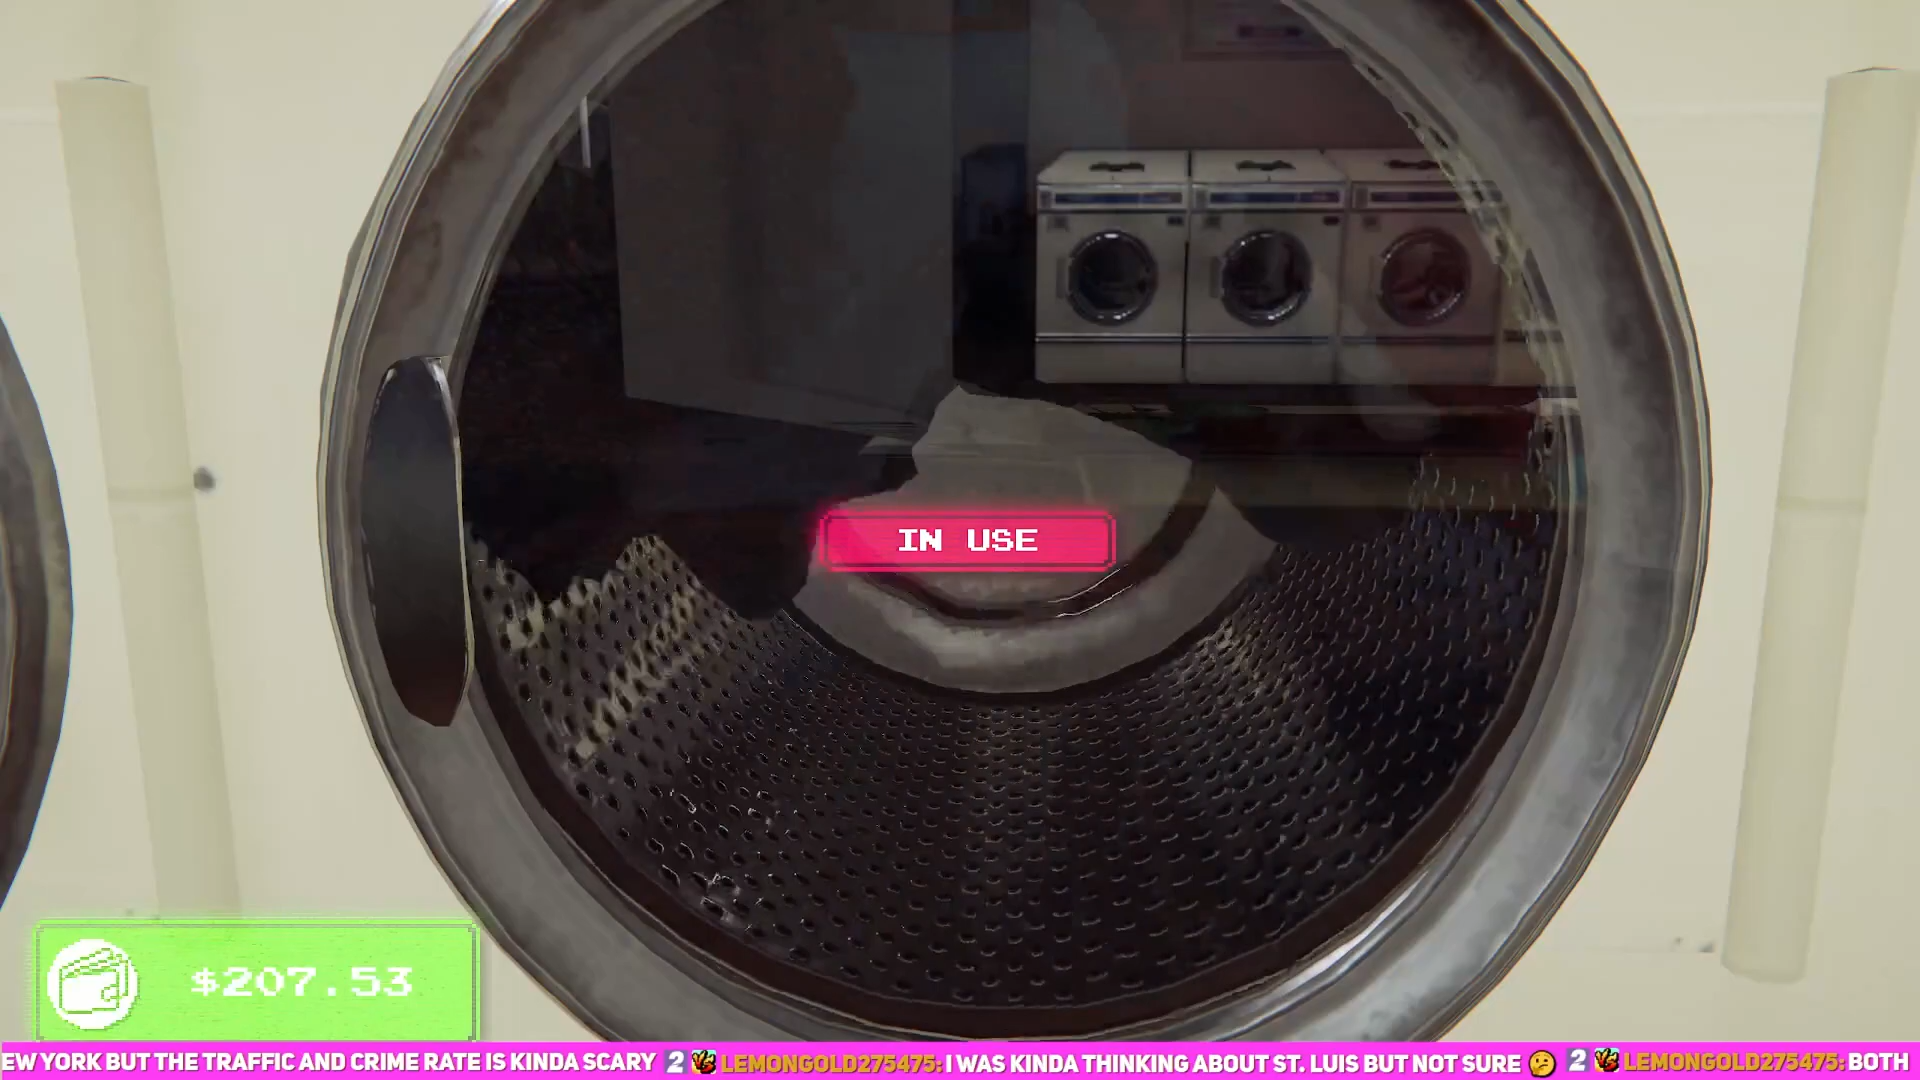 IN USE
$207.53
EW YORK BUT THE TRAFFIC AND CRIME RATE IS KINDA SCARY 2 LEMONGOLD275475: I WAS KINDA THINKING ABOUT ST. LUIS BUT NOT SURE 🤔 2 LEMONGOLD275475: BOTH